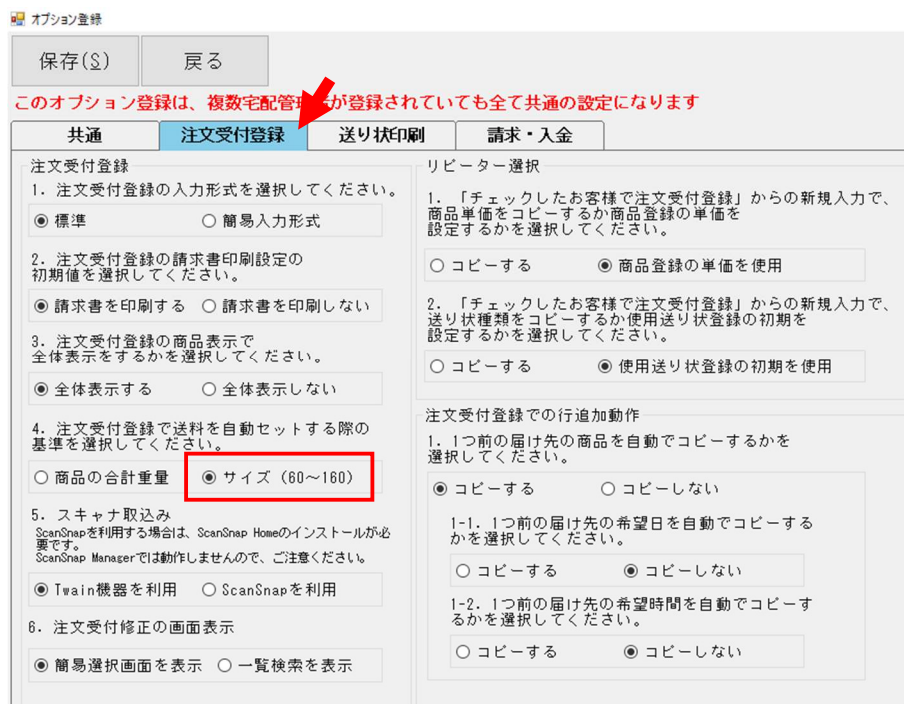 オプション登録
保存(S) 戻る
このオプション登録は、複数宅配管理 が登録されていても全て共通の設定になります
共通 注文受付登録 送り状印刷 請求・入金
注文受付登録
1. 注文受付登録の入力形式を選択してください。
標準 簡易入力形式
2. 注文受付登録の請求書印刷設定の
初期値を選択してください。
請求書を印刷する 請求書を印刷しない
3. 注文受付登録の商品表示で
全体表示をするかを選択してください。
全体表示する 全体表示しない
4. 注文受付登録で送料を自動セットする際の
基準を選択してください。
商品の合計重量 サイズ (60～160)
5. スキャナ取込み
ScanSnapを利用する場合は、ScanSnap Homeのインストールが必
要です。
ScanSnap Managerでは動作しませんので、ご注意ください。
Twain機器を利用 ScanSnapを利用
6. 注文受付修正の画面表示
簡易選択画面を表示 一覧検索を表示
リピーター選択
1. 「チェックしたお客様で注文受付登録」からの新規入力で、
商品単価をコピーするか商品登録の単価を
設定するかを選択してください。
コピーする 商品登録の単価を使用
2. 「チェックしたお客様で注文受付登録」からの新規入力で、
送り状種類をコピーするか使用送り状登録の初期を
設定するかを選択してください。
コピーする 使用送り状登録の初期を使用
注文受付登録での行追加動作
1. 1つ前の届け先の商品を自動でコピーするかを
選択してください。
コピーする コピーしない
1-1. 1つ前の届け先の希望日を自動でコピーする
かを選択してください。
コピーする コピーしない
1-2. 1つ前の届け先の希望時間を自動でコピーす
るかを選択してください。
コピーする コピーしない